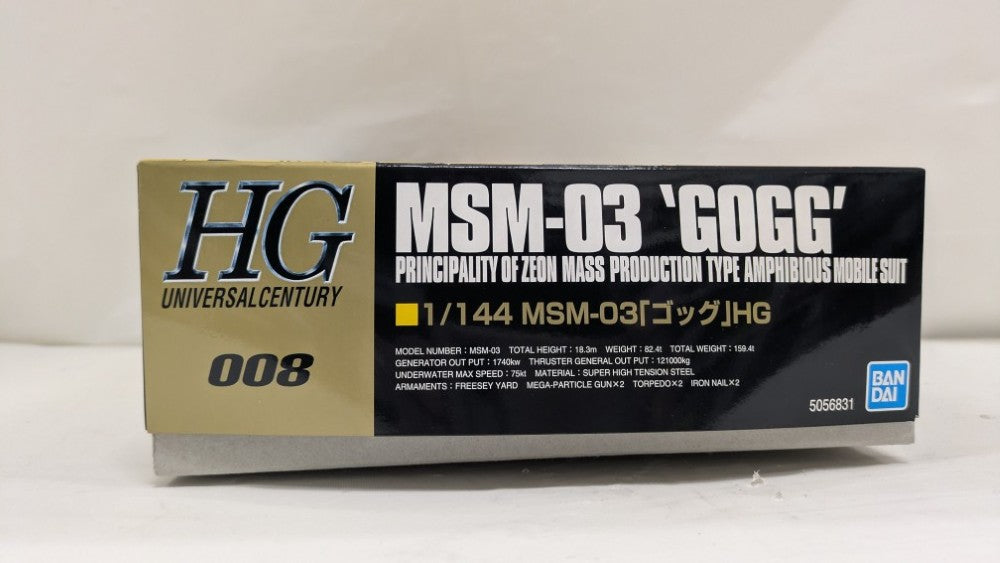 HG
UNIVERSAL CENTURY
008
MSM-03 'GOGG'
PRINCIPALITY OF ZEON MASS PRODUCTION TYPE AMPHIBIOUS MOBILE SUIT
1/144 MSM-03「ゴッグ」HG
MODEL NUMBER : MSM-03 TOTAL HEIGHT : 18.3m WEIGHT : 82.4t TOTAL WEIGHT : 159.4t
GENERATOR OUT PUT : 1740kw THRUSTER GENERAL OUT PUT : 121000kg
UNDERWATER MAX SPEED : 75kt MATERIAL : SUPER HIGH TENSION STEEL
ARMAMENTS : FREESEY YARD MEGA-PARTICLE GUN×2 TORPEDO×2 IRON NAIL×2
5056831
BAN
DAI